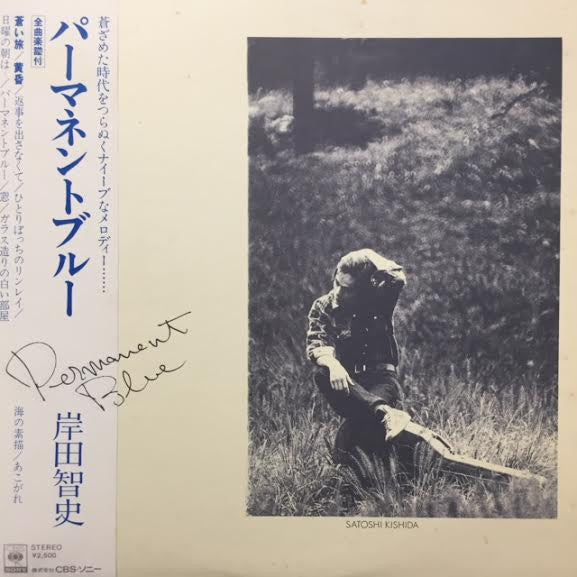 蒼ざめた時代をつらぬくナイーブなメロディー……
パーマネントブルー
全曲楽譜付
蒼い旅/黄昏/返事を出さなくて/ひとりぼっちのリンレイ/
日曜の朝は…/パーマネントブルー/窓/ガラス造りの白い部屋
海の素描/あこがれ
Permanent
Blue
岸田智史
SONY
STEREO
¥2,500
株式会社 CBS・ソニー
SATOSHI KISHIDA